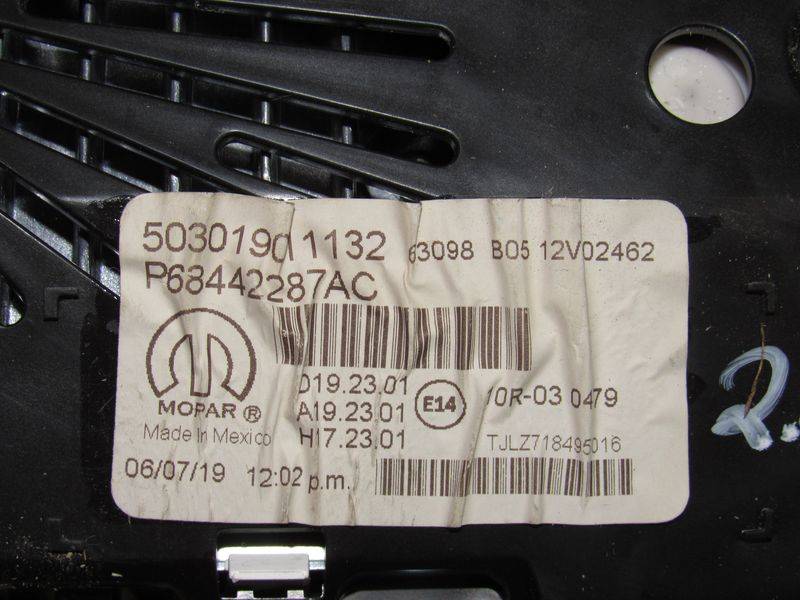 503019011132 63098 B05 12V02462
P68442287AC
MOPAR ®
Made In Mexico
D19.23.01
A19.23.01
H17.23.01
E14
10R-03 0479
TJLZ718495016
06/07/19 12:02 p.m.
2.